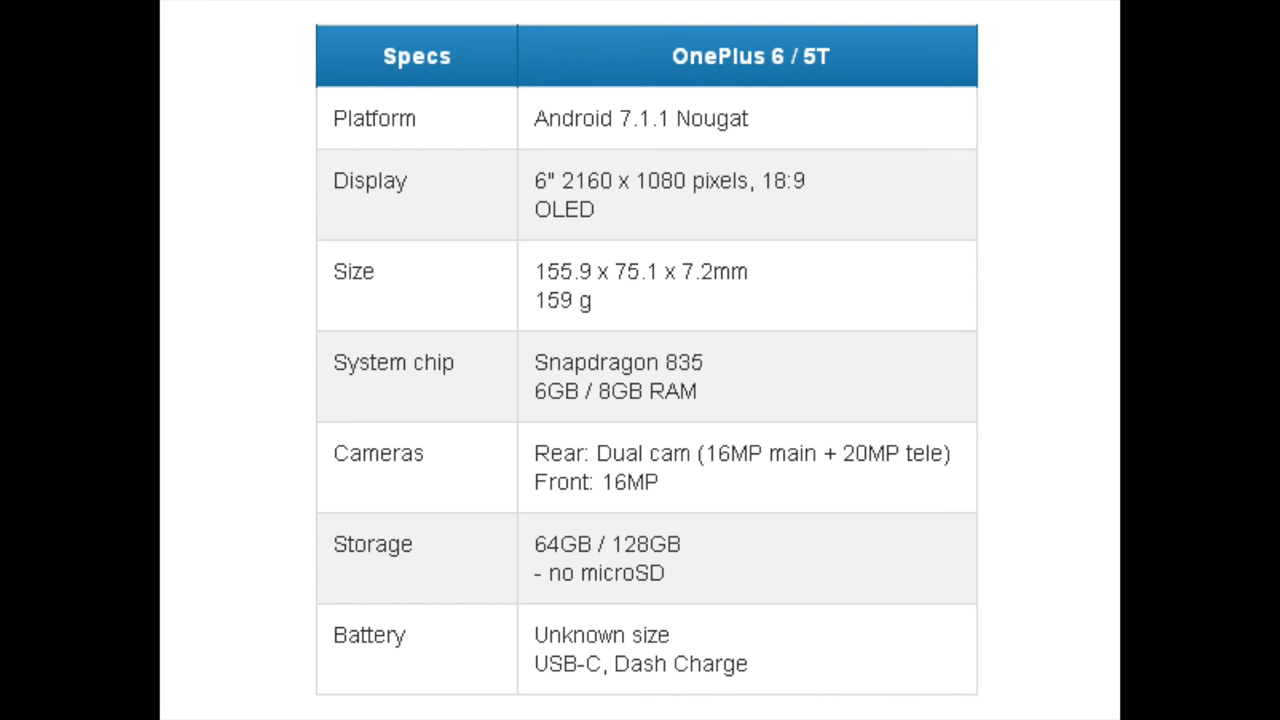 Specs
OnePlus 6 / 5T
Platform
Android 7.1.1 Nougat
Display
6" 2160 x 1080 pixels, 18:9
OLED
Size
155.9 x 75.1 x 7.2mm
159 g
System chip
Snapdragon 835
6GB / 8GB RAM
Cameras
Rear: Dual cam (16MP main + 20MP tele)
Front: 16MP
Storage
64GB / 128GB
- no microSD
Battery
Unknown size
USB-C, Dash Charge